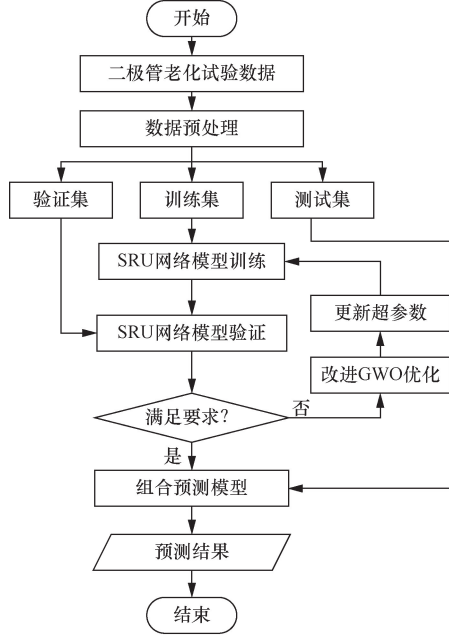 开始
二极管老化试验数据
数据预处理
验证集
训练集
测试集
SRU网络模型训练
更新超参数
SRU网络模型验证
改进GWO优化
满足要求?
否
是
组合预测模型
预测结果
结束